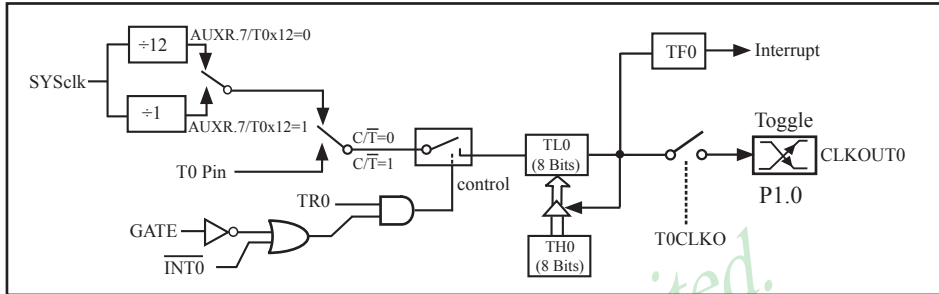 AUXR.7/T0x12=0
÷12
SYSclk
÷1
AUXR.7/T0x12=1
C/T̅=0
C/T̅=1
T0 Pin
control
TR0
GATE
I̅N̅T̅0̅
TL0
(8 Bits)
TH0
(8 Bits)
TF0
Interrupt
Toggle
CLKOUT0
P1.0
T0CLKO